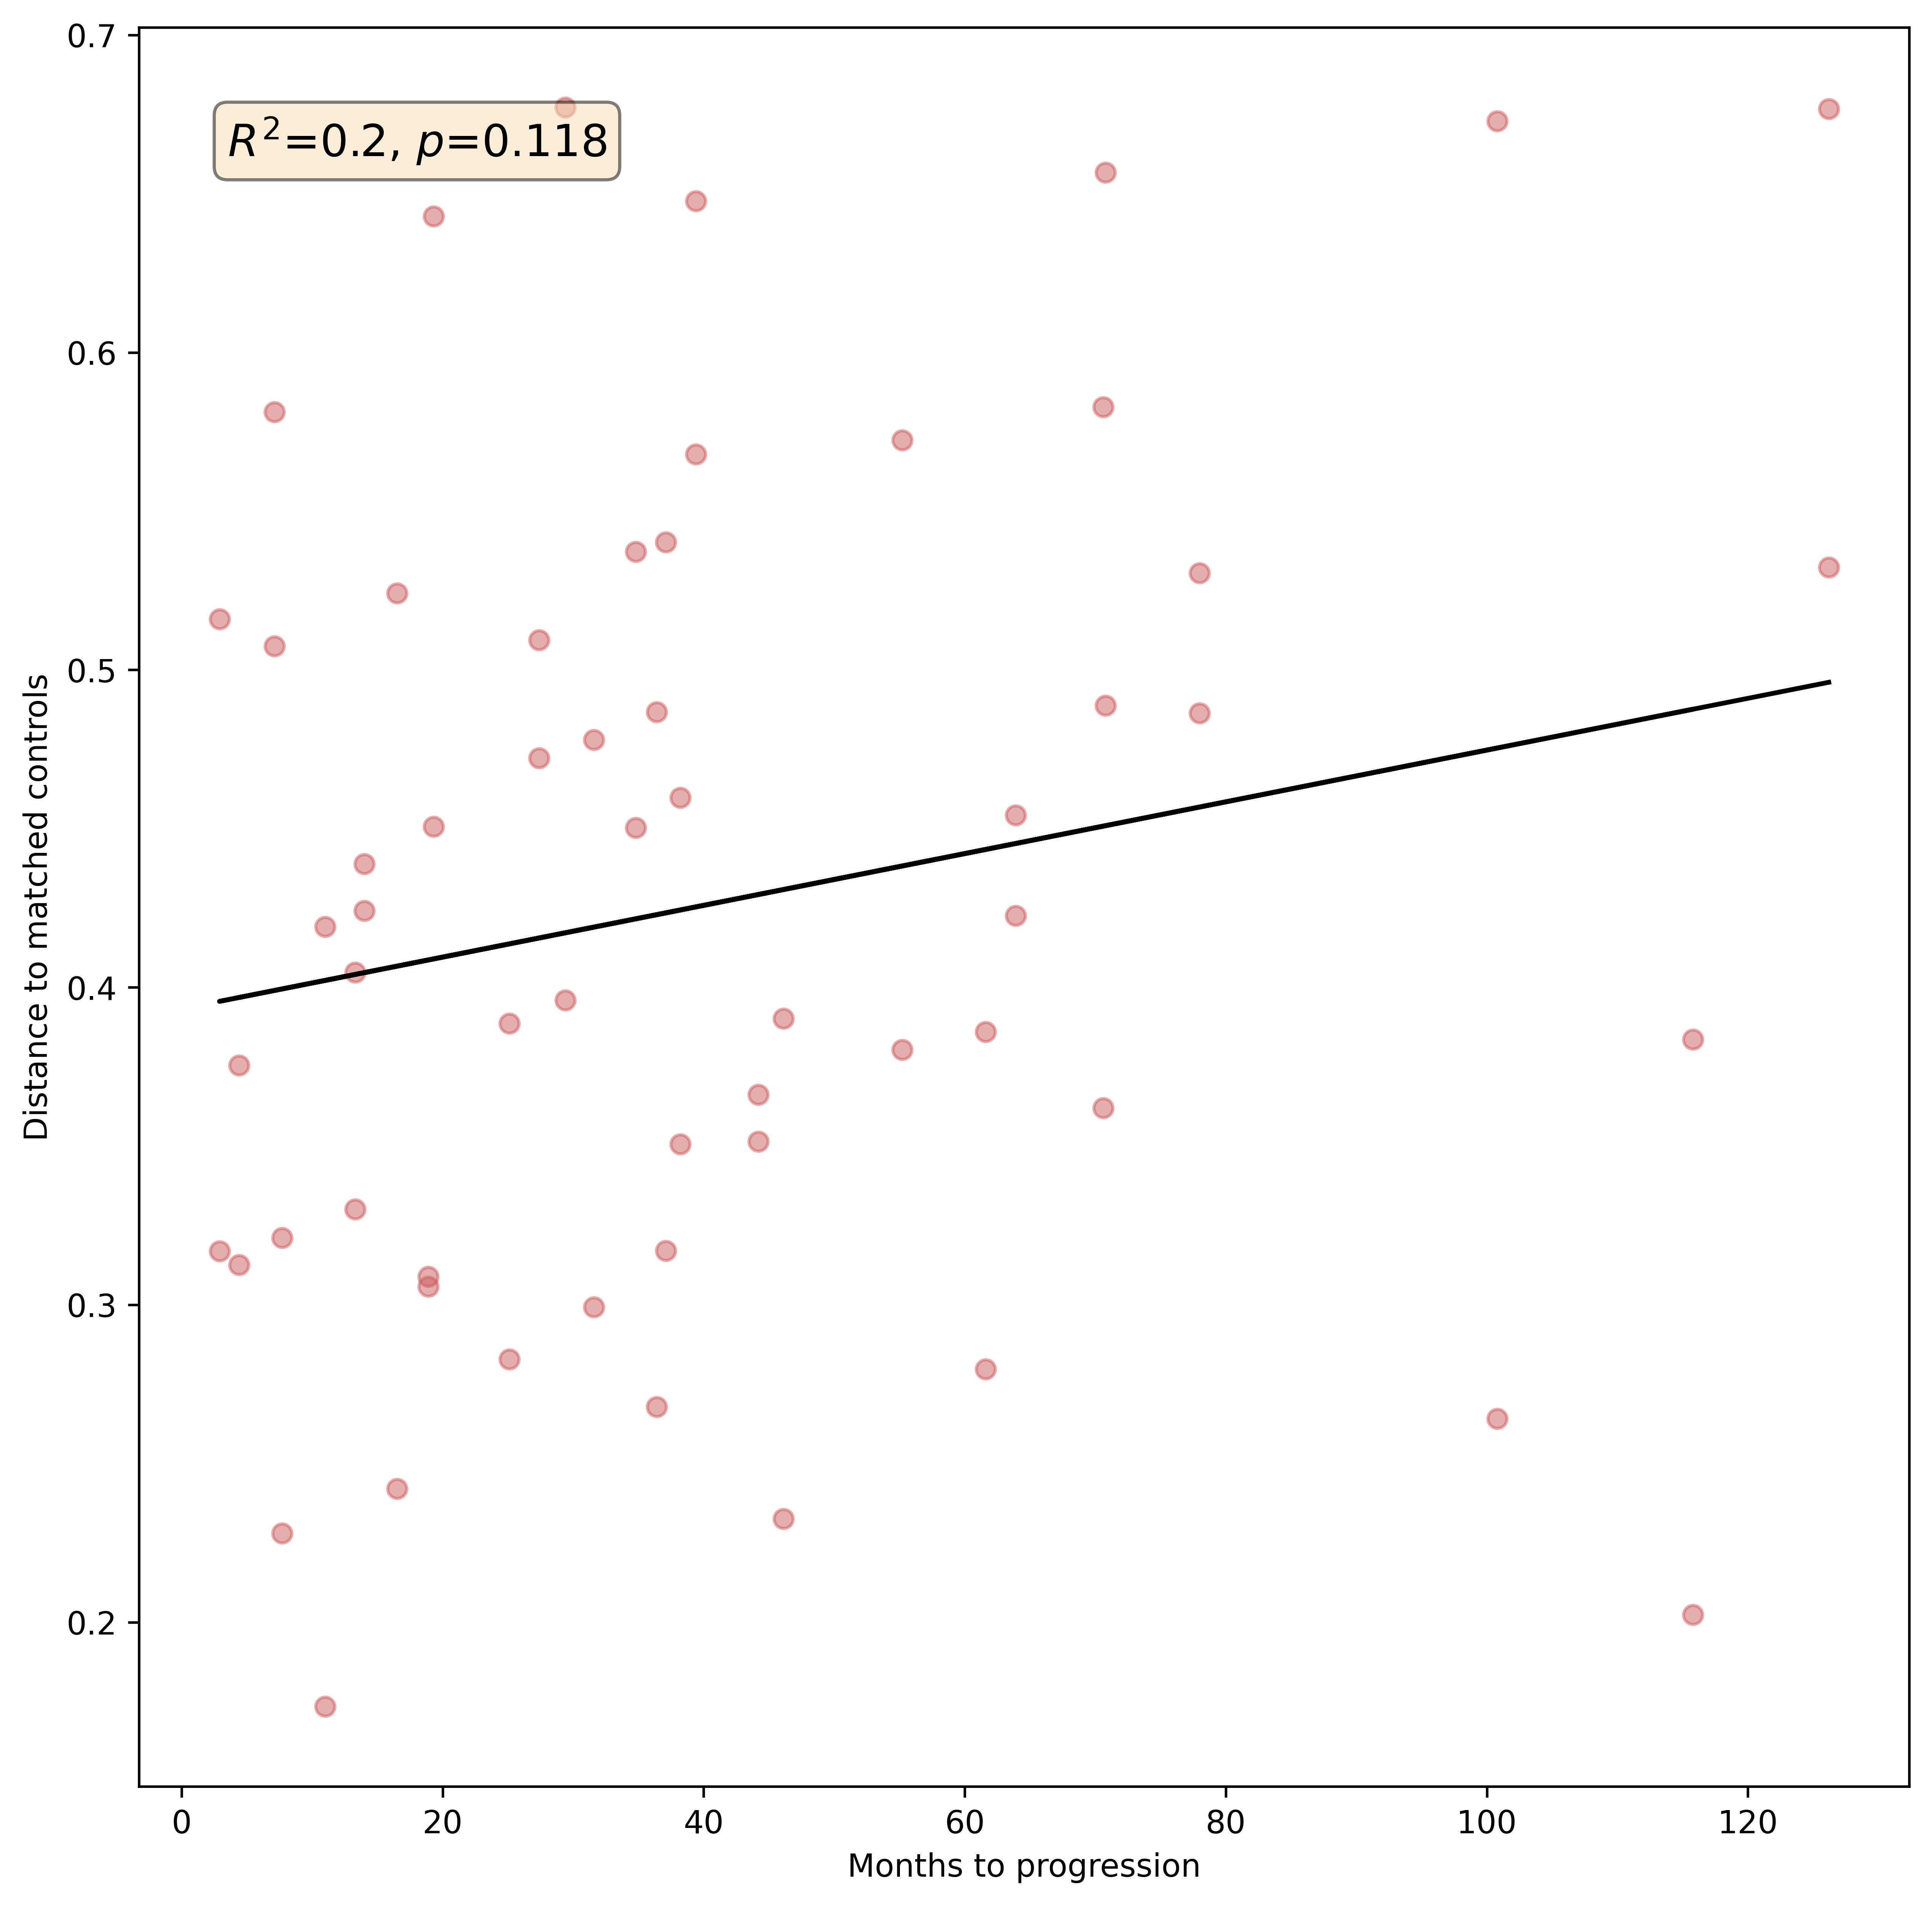 0.7
0.6
0.5
0.4
0.3
0.2
Distance to matched controls
R²=0.2, p=0.118
0 20 40 60 80 100 120
Months to progression